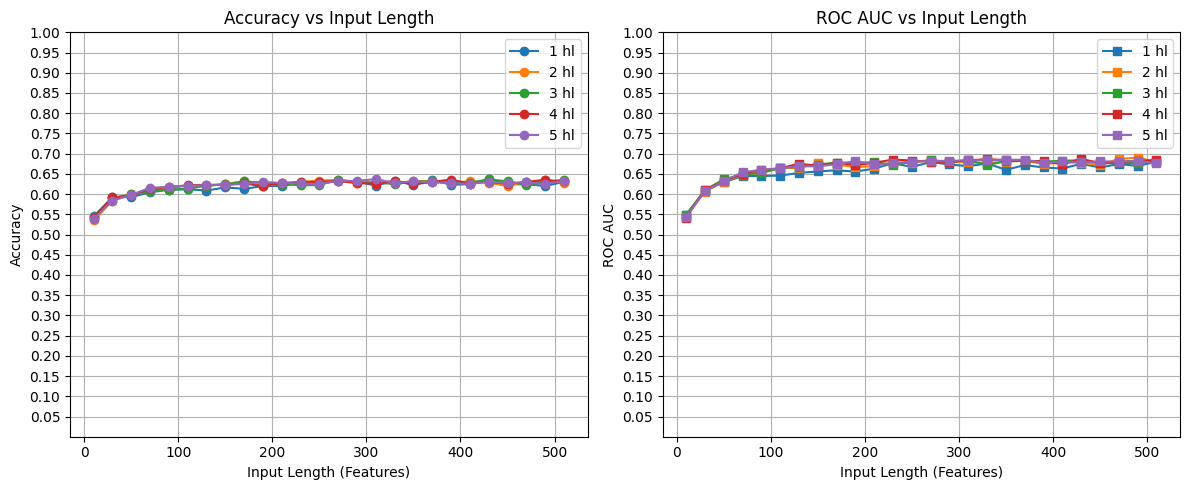 Accuracy vs Input Length
1.00
0.95
0.90
0.85
0.80
0.75
0.70
0.65
0.60
0.55
0.50
0.45
0.40
0.35
0.30
0.25
0.20
0.15
0.10
0.05
Accuracy
1 hl
2 hl
3 hl
4 hl
5 hl
0 100 200 300 400 500
Input Length (Features)
ROC AUC vs Input Length
1.00
0.95
0.90
0.85
0.80
0.75
0.70
0.65
0.60
0.55
0.50
0.45
0.40
0.35
0.30
0.25
0.20
0.15
0.10
0.05
ROC AUC
1 hl
2 hl
3 hl
4 hl
5 hl
0 100 200 300 400 500
Input Length (Features)